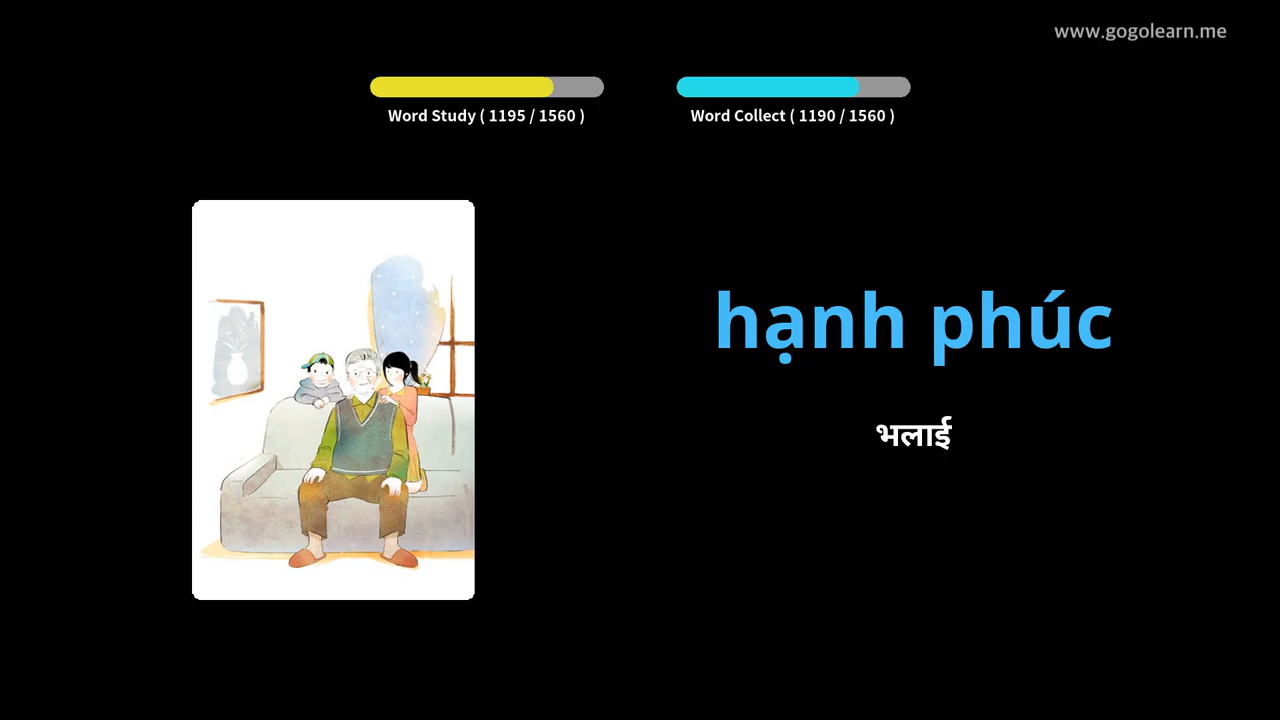 www.gogolearn.me
Word Study ( 1195 / 1560 )
Word Collect ( 1190 / 1560 )
hạnh phúc
भलाई